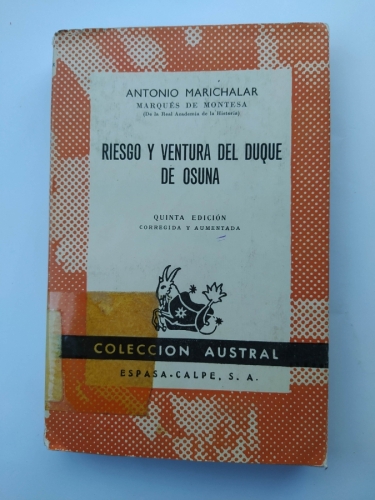 ANTONIO MARICHALAR
MARQUÉS DE MONTESA
(De la Real Academia de la Historia)
RIESGO Y VENTURA DEL DUQUE
DE OSUNA
QUINTA EDICIÓN
CORREGIDA Y AUMENTADA
COLECCION AUSTRAL
ESPASA-CALPE, S. A.